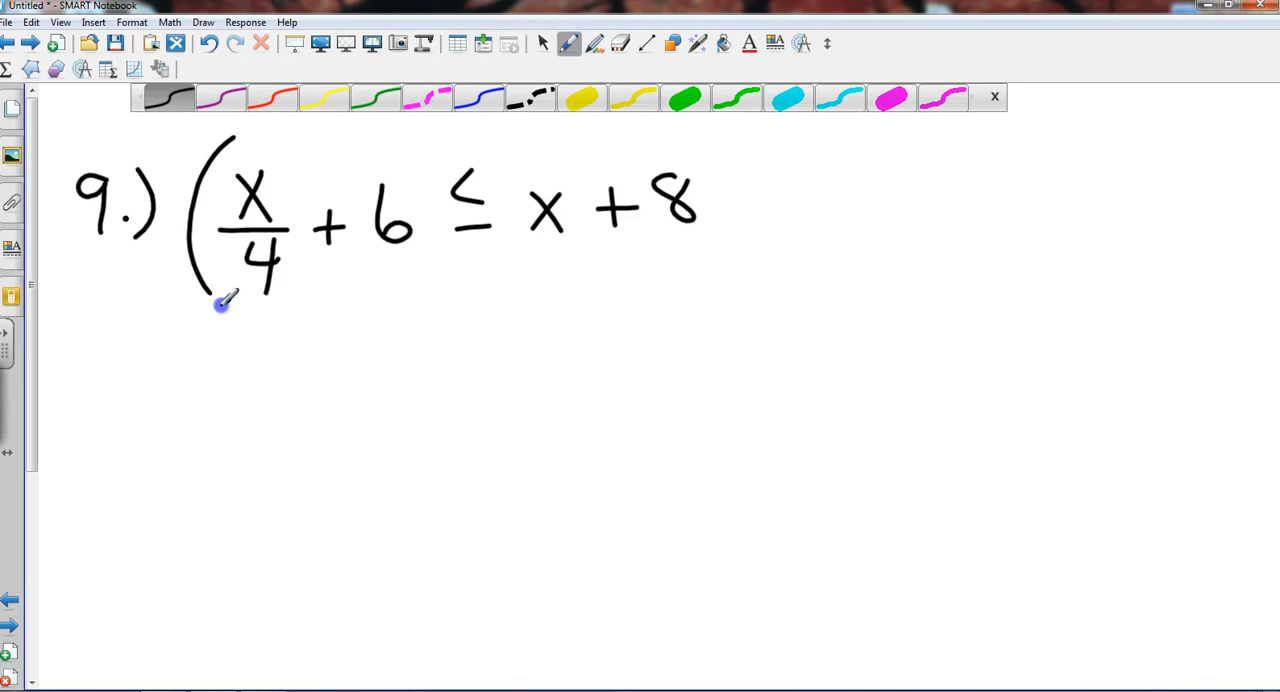 Untitled * - SMART Notebook
File Edit View Insert Format Math Draw Response Help
9.) ( x/4 + 6 ≤ x + 8